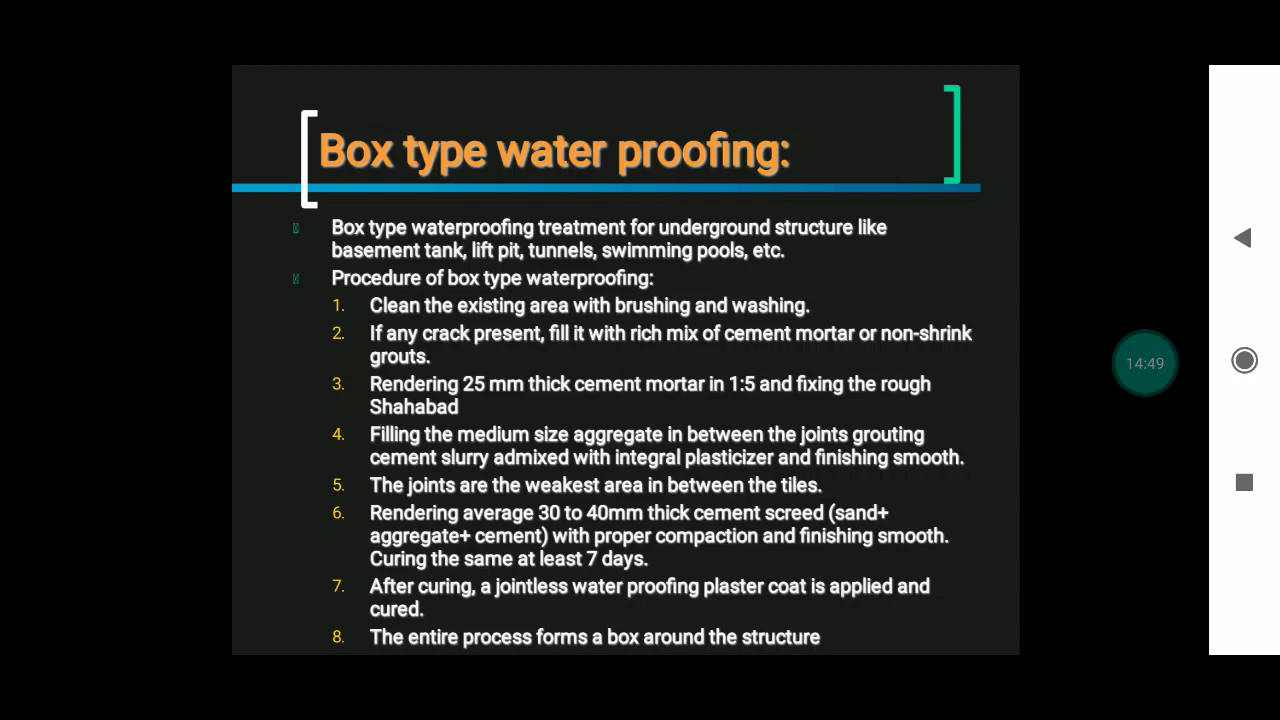 Box type water proofing:
Box type waterproofing treatment for underground structure like
basement tank, lift pit, tunnels, swimming pools, etc.
Procedure of box type waterproofing:
1. Clean the existing area with brushing and washing.
2. If any crack present, fill it with rich mix of cement mortar or non-shrink
grouts.
3. Rendering 25 mm thick cement mortar in 1:5 and fixing the rough
Shahabad
4. Filling the medium size aggregate in between the joints grouting
cement slurry admixed with integral plasticizer and finishing smooth.
5. The joints are the weakest area in between the tiles.
6. Rendering average 30 to 40mm thick cement screed (sand+
aggregate+ cement) with proper compaction and finishing smooth.
Curing the same at least 7 days.
7. After curing, a jointless water proofing plaster coat is applied and
cured.
8. The entire process forms a box around the structure
14:49